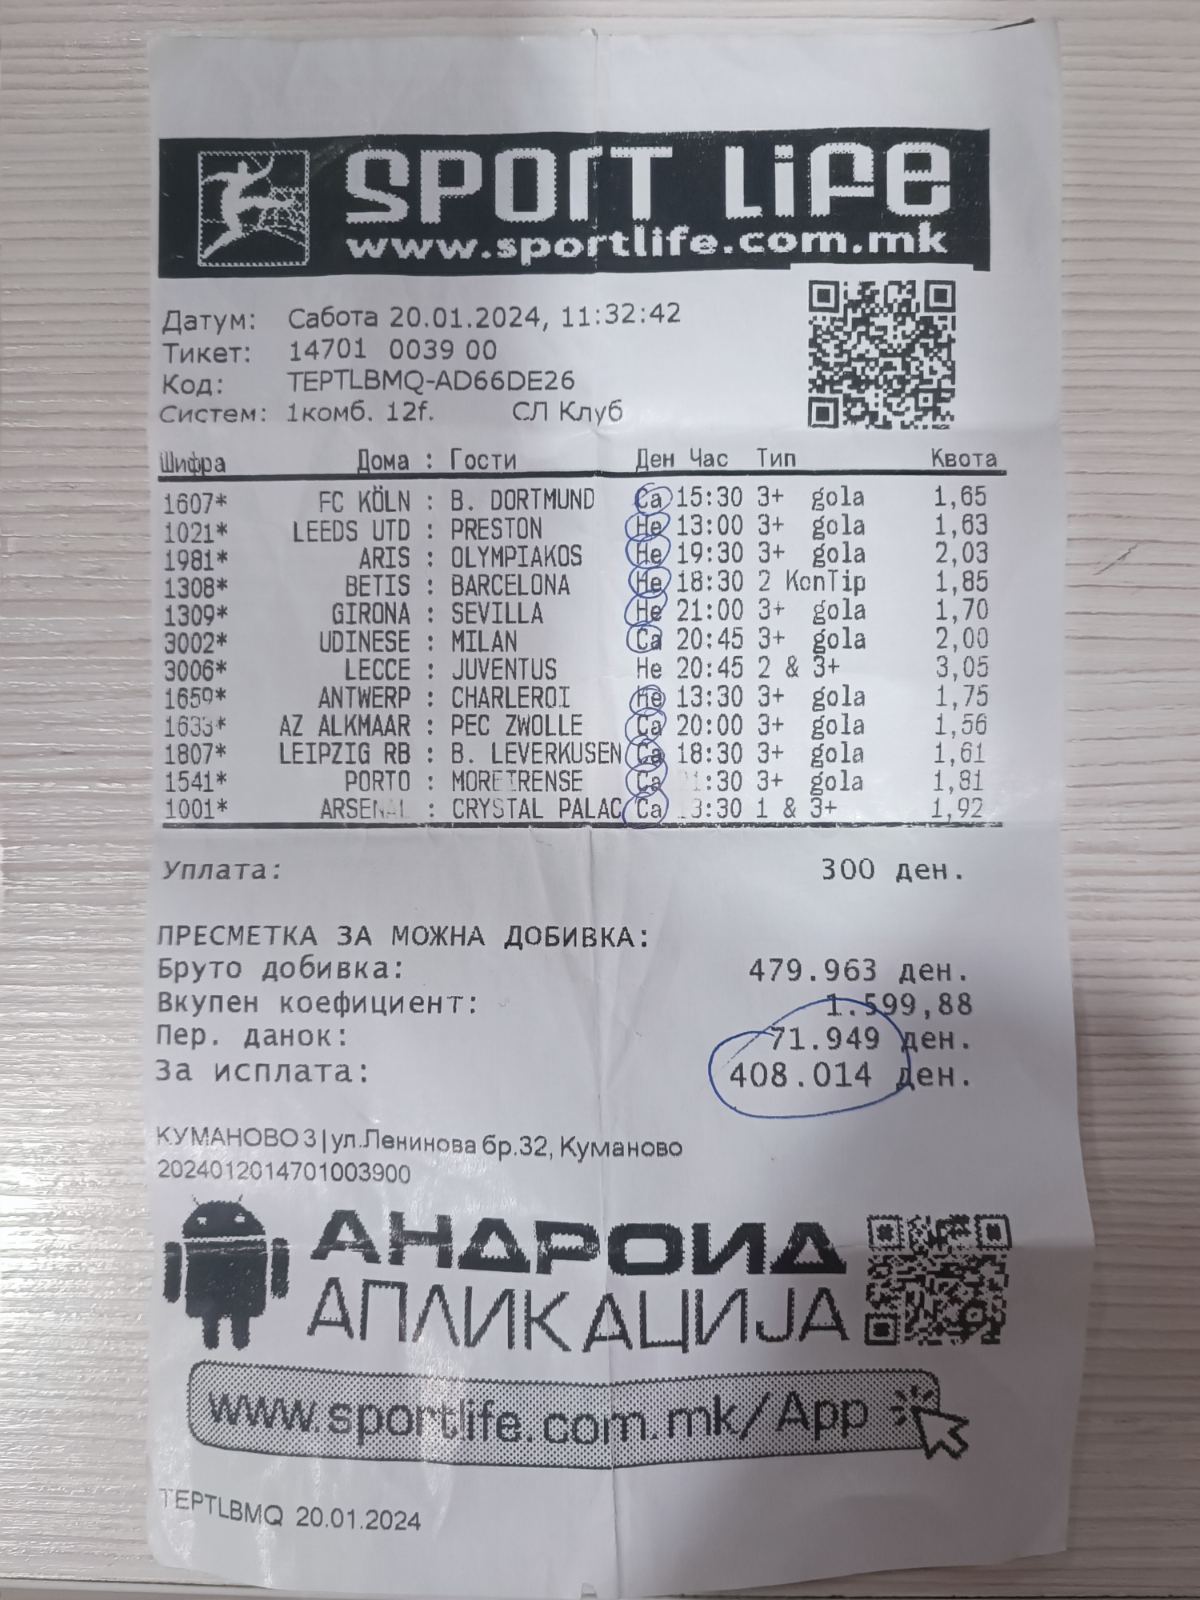 SPORT LIFE
www.sportlife.com.mk
Датум: Сабота 20.01.2024, 11:32:42
Тикет: 14701 0039 00
Код: TEPTLBMQ-AD66DE26
Систем: 1комб. 12f. СЛ Клуб
Шифра Дома : Гости Ден Час Тип Квота
1607* FC KÖLN : B. DORTMUND Са 15:30 3+ gola 1,65
1021* LEEDS UTD : PRESTON Не 13:00 3+ gola 1,63
1981* ARIS : OLYMPIAKOS Не 19:30 3+ gola 2,03
1308* BETIS : BARCELONA Не 18:30 2 KonTip 1,85
1309* GIRONA : SEVILLA Не 21:00 3+ gola 1,70
3002* UDINESE : MILAN Са 20:45 3+ gola 2,00
3006* LECCE : JUVENTUS Не 20:45 2 & 3+ 3,05
1659* ANTWERP : CHARLEROI Не 13:30 3+ gola 1,75
1633* AZ ALKMAAR : PEC ZWOLLE Са 20:00 3+ gola 1,56
1807* LEIPZIG RB : B. LEVERKUSEN Са 18:30 3+ gola 1,61
1541* PORTO : MOREIRENSE Са :30 3+ gola 1,81
1001* ARSENAL : CRYSTAL PALAC Са 3:30 1 & 3+ 1,92
Уплата: 300 ден.
ПРЕСМЕТКА ЗА МОЖНА ДОБИВКА:
Бруто добивка: 479.963 ден.
Вкупен коефициент: 1.599,88
Пер. данок: 71.949 ден.
За исплата: 408.014 ден.
КУМАНОВО 3|ул.Ленинова бр.32, Куманово
2024012014701003900
АНДРОИД
АПЛИКАЦИЈА
www.sportlife.com.mk/App
TEPTLBMQ 20.01.2024